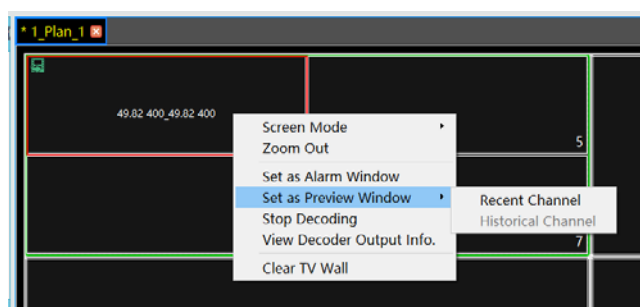 * 1_Plan_1
49.82 400_49.82 400
5
Screen Mode
Zoom Out
Set as Alarm Window
Set as Preview Window
Recent Channel
Stop Decoding
Historical Channel
View Decoder Output Info.
7
Clear TV Wall